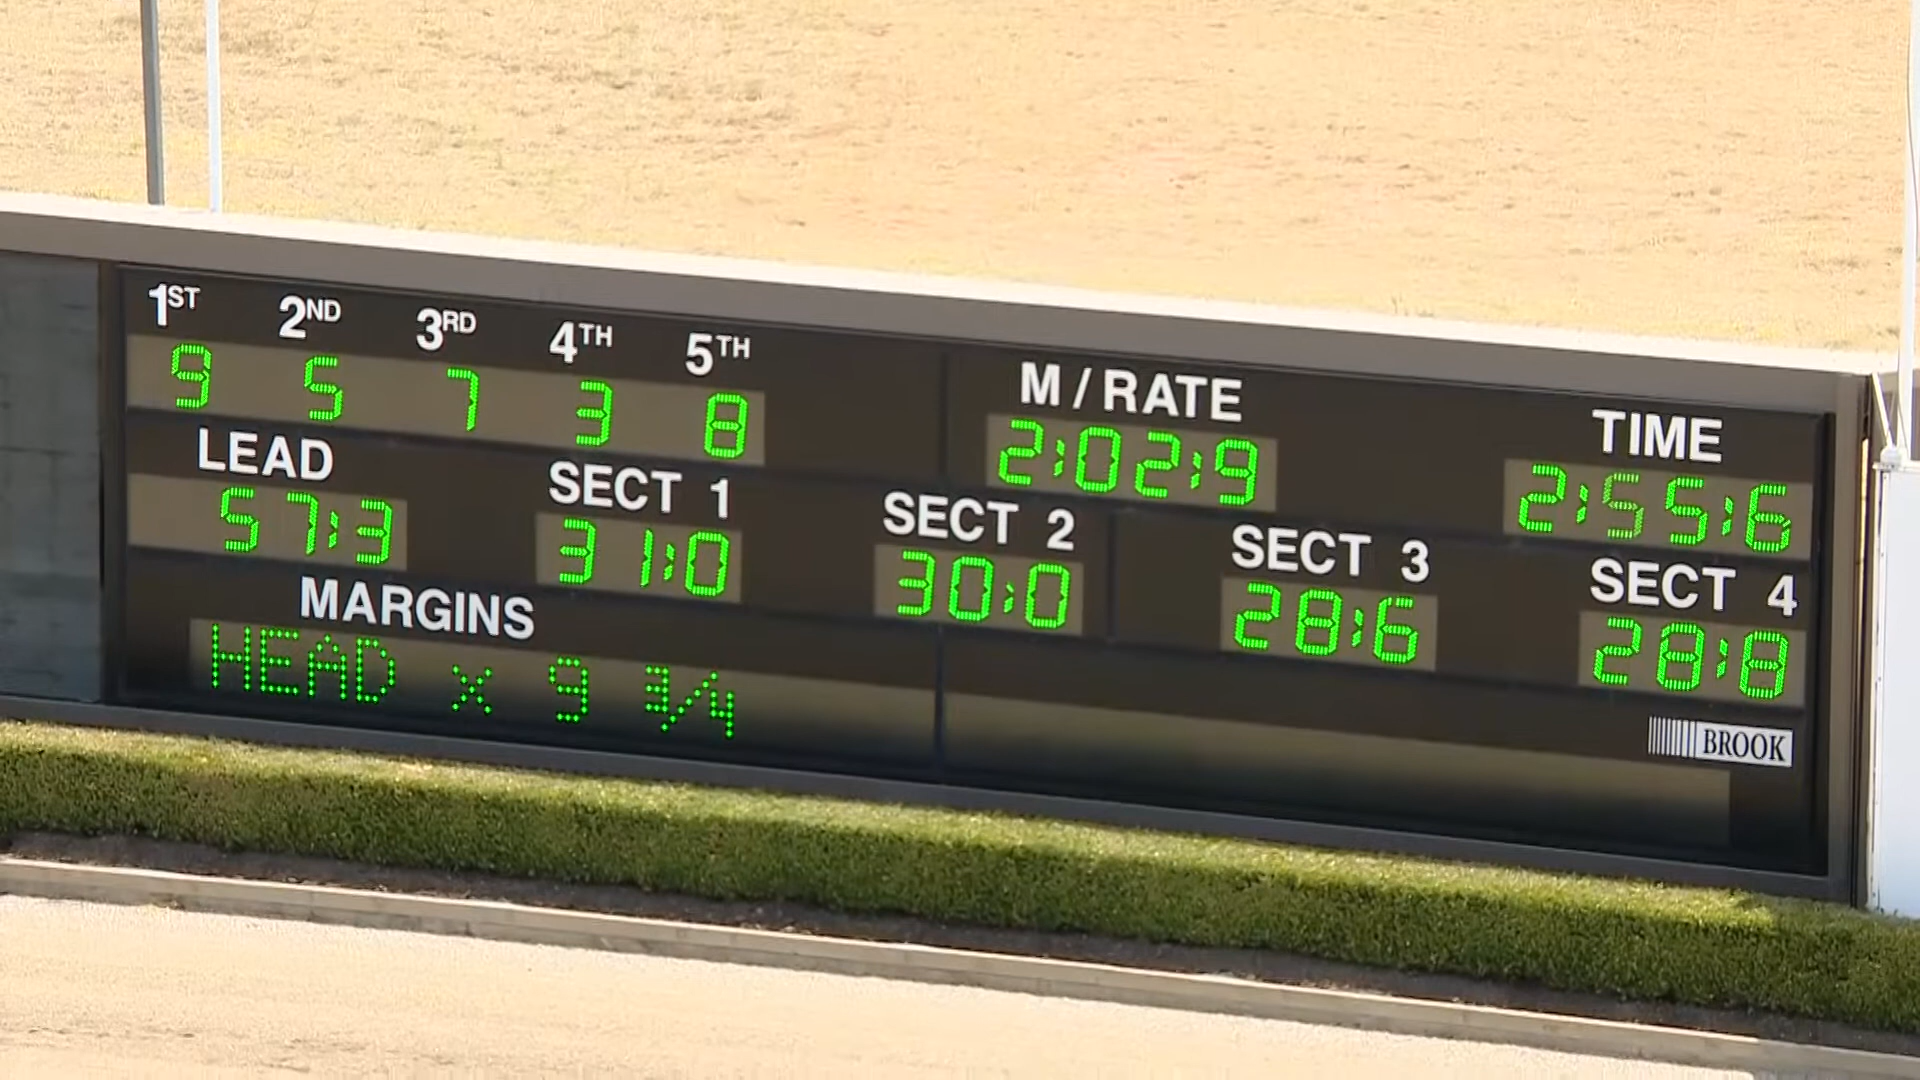 1ST 2ND 3RD 4TH 5TH
9 5 7 3 8
M/RATE TIME
2:02:9 2:55:6
LEAD SECT 1 SECT 2 SECT 3 SECT 4
57:3 31:0 30:0 28:6 28:8
MARGINS
HEAD x 9 ¾
BROOK